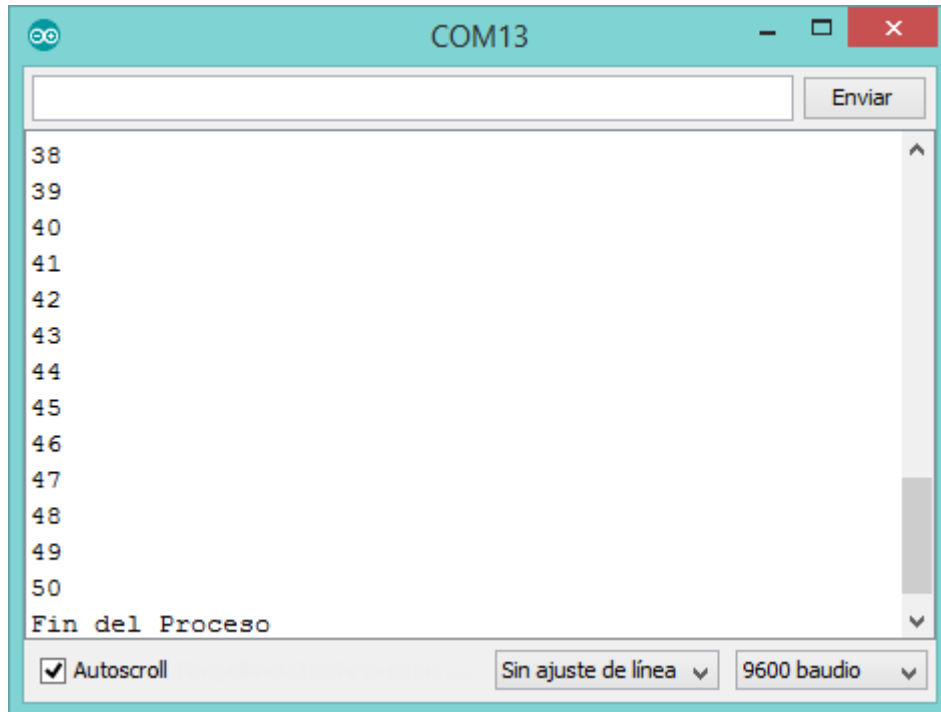 COM13
Enviar
38
39
40
41
42
43
44
45
46
47
48
49
50
Fin del Proceso
Autoscroll
Sin ajuste de línea
9600 baudio